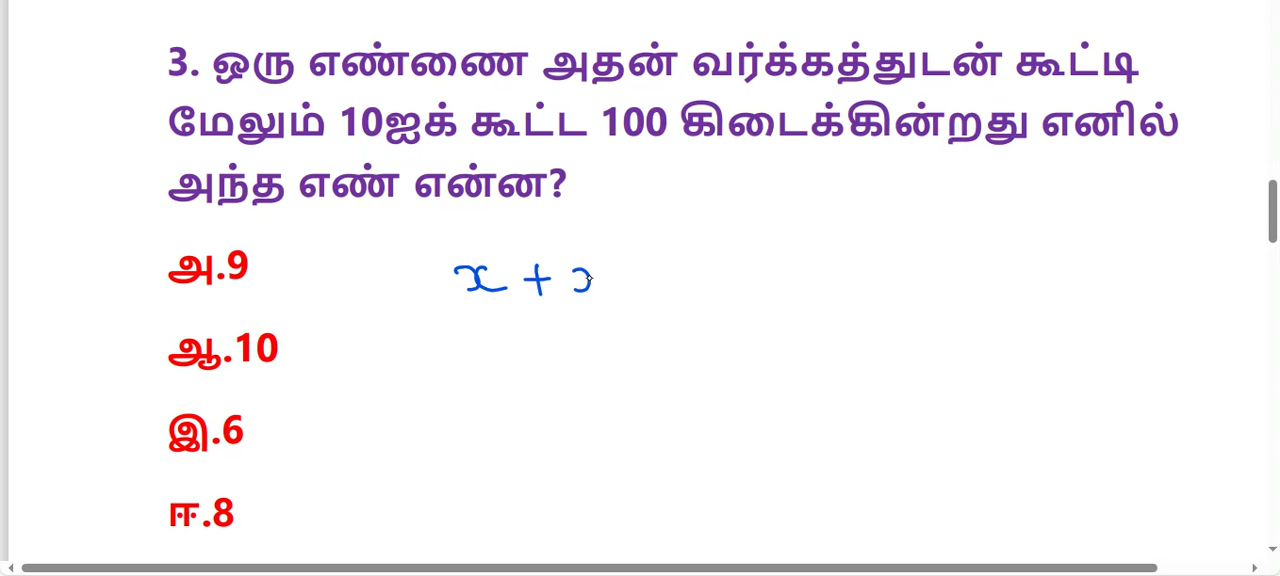 3. ஒரு எண்ணை அதன் வர்க்கத்துடன் கூட்டி
மேலும் 10ஐக் கூட்ட 100 கிடைக்கின்றது எனில்
அந்த எண் என்ன?
அ.9
x + x
ஆ.10
இ.6
ஈ.8